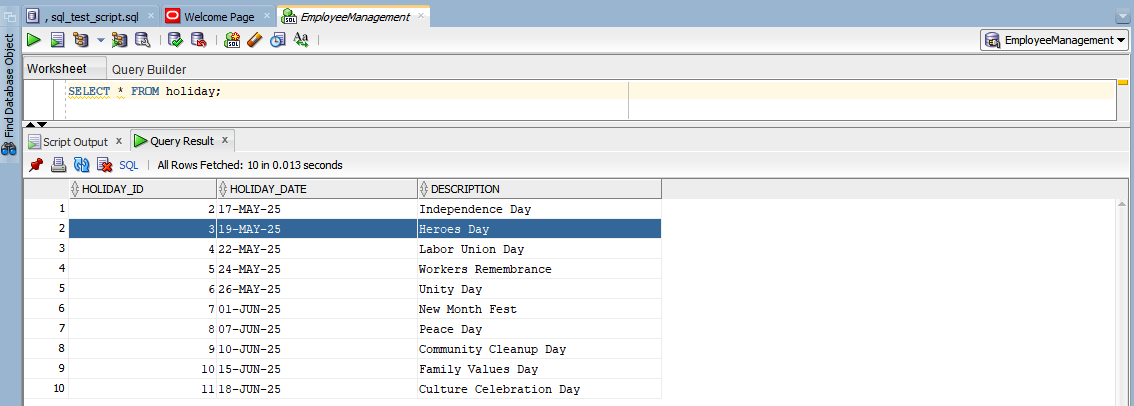 , sql_test_script.sql Welcome Page EmployeeManagement
Find Database Object
EmployeeManagement
Worksheet Query Builder
SELECT * FROM holiday;
Script Output x Query Result x
SQL All Rows Fetched: 10 in 0.013 seconds
HOLIDAY_ID HOLIDAY_DATE DESCRIPTION
1 2 17-MAY-25 Independence Day
2 3 19-MAY-25 Heroes Day
3 4 22-MAY-25 Labor Union Day
4 5 24-MAY-25 Workers Remembrance
5 6 26-MAY-25 Unity Day
6 7 01-JUN-25 New Month Fest
7 8 07-JUN-25 Peace Day
8 9 10-JUN-25 Community Cleanup Day
9 10 15-JUN-25 Family Values Day
10 11 18-JUN-25 Culture Celebration Day